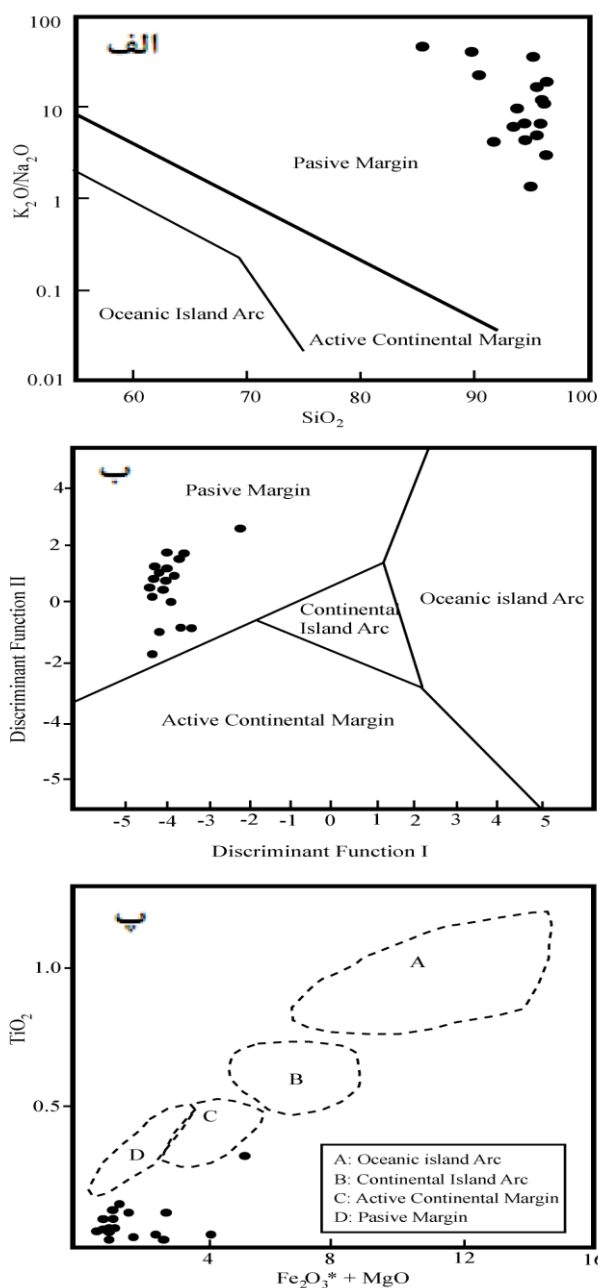 الف
100
10
1
0.1
0.01
K₂O/Na₂O
Pasive Margin
Oceanic Island Arc
Active Continental Margin
60 70 80 90 100
SiO₂
ب
4
2
0
-2
-4
-5
Discriminant Function II
Pasive Margin
Continental
Island Arc
Oceanic island Arc
Active Continental Margin
-5 -4 -3 -2 -1 0 1 2 3 4 5
Discriminant Function I
پ
1.0
0.5
0
TiO₂
A
B
C
D
A: Oceanic island Arc
B: Continental Island Arc
C: Active Continental Margin
D: Pasive Margin
4 8 12 16
Fe₂O₃* + MgO